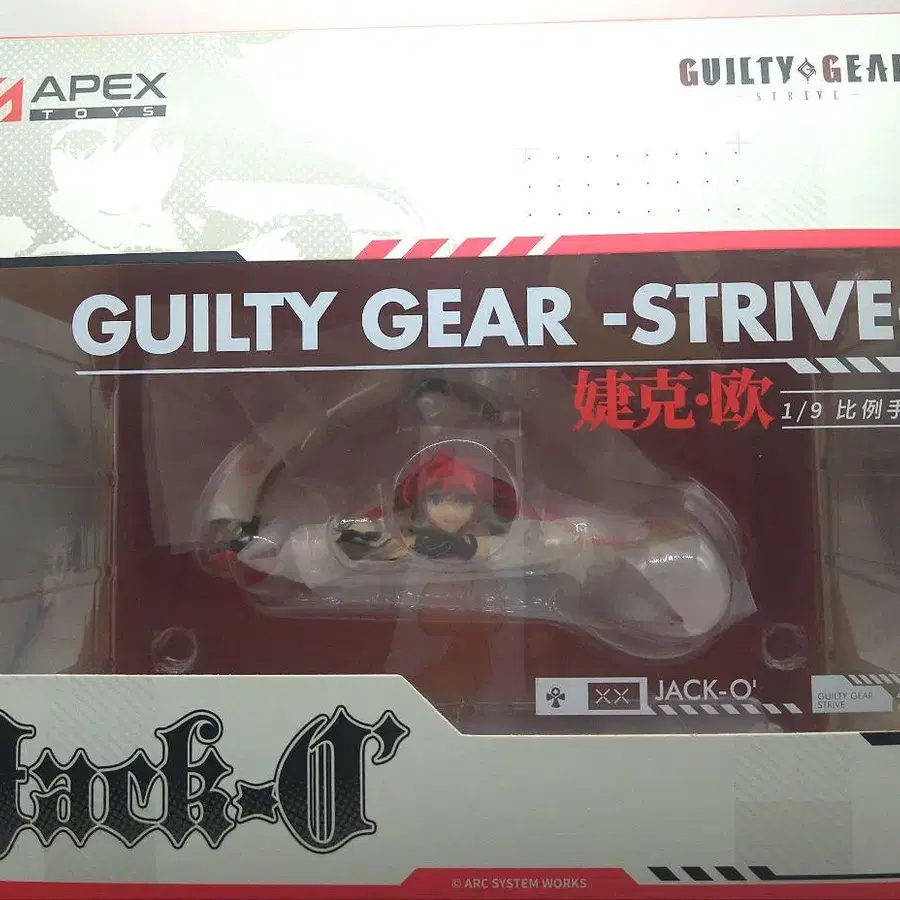 APEX
TOYS
GUILTY GEAR
- STRIVE -
GUILTY GEAR -STRIVE-
婕克·欧
1/9 比例手
XX JACK-O'
GUILTY GEAR
STRIVE
Jack-O'
© ARC SYSTEM WORKS